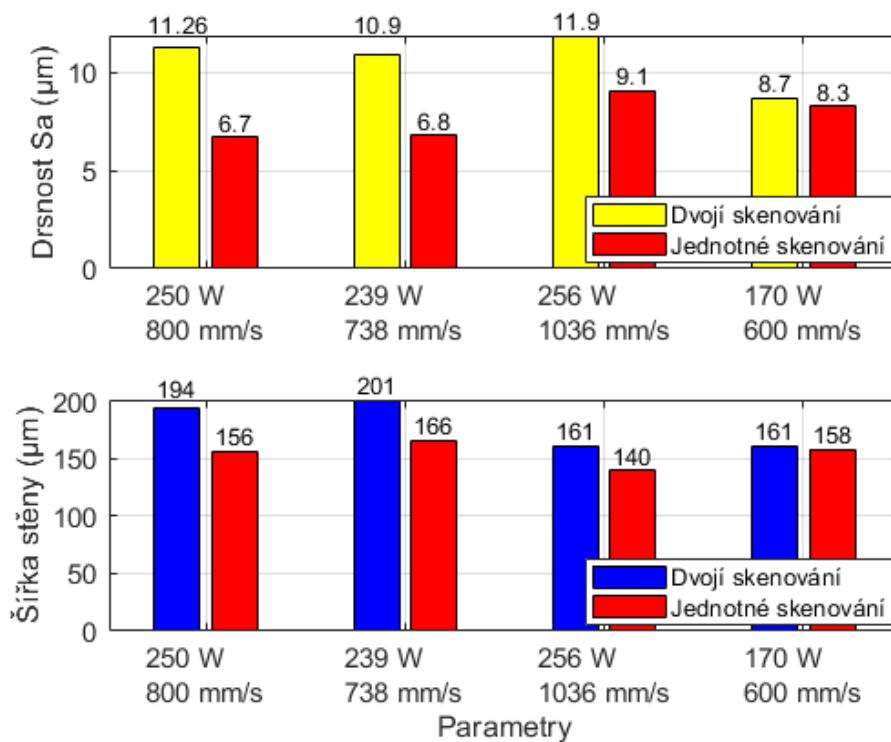 11.26 10.9 11.9
6.7 6.8 9.1 8.7 8.3
Drsnost Sa (µm)
10
5
0
Dvojí skenování
Jednotné skenování
250 W 239 W 256 W 170 W
800 mm/s 738 mm/s 1036 mm/s 600 mm/s
194 156 201 166 161 140 161 158
Šířka stěny (µm)
200
150
100
50
0
Dvojí skenování
Jednotné skenování
250 W 239 W 256 W 170 W
800 mm/s 738 mm/s 1036 mm/s 600 mm/s
Parametry